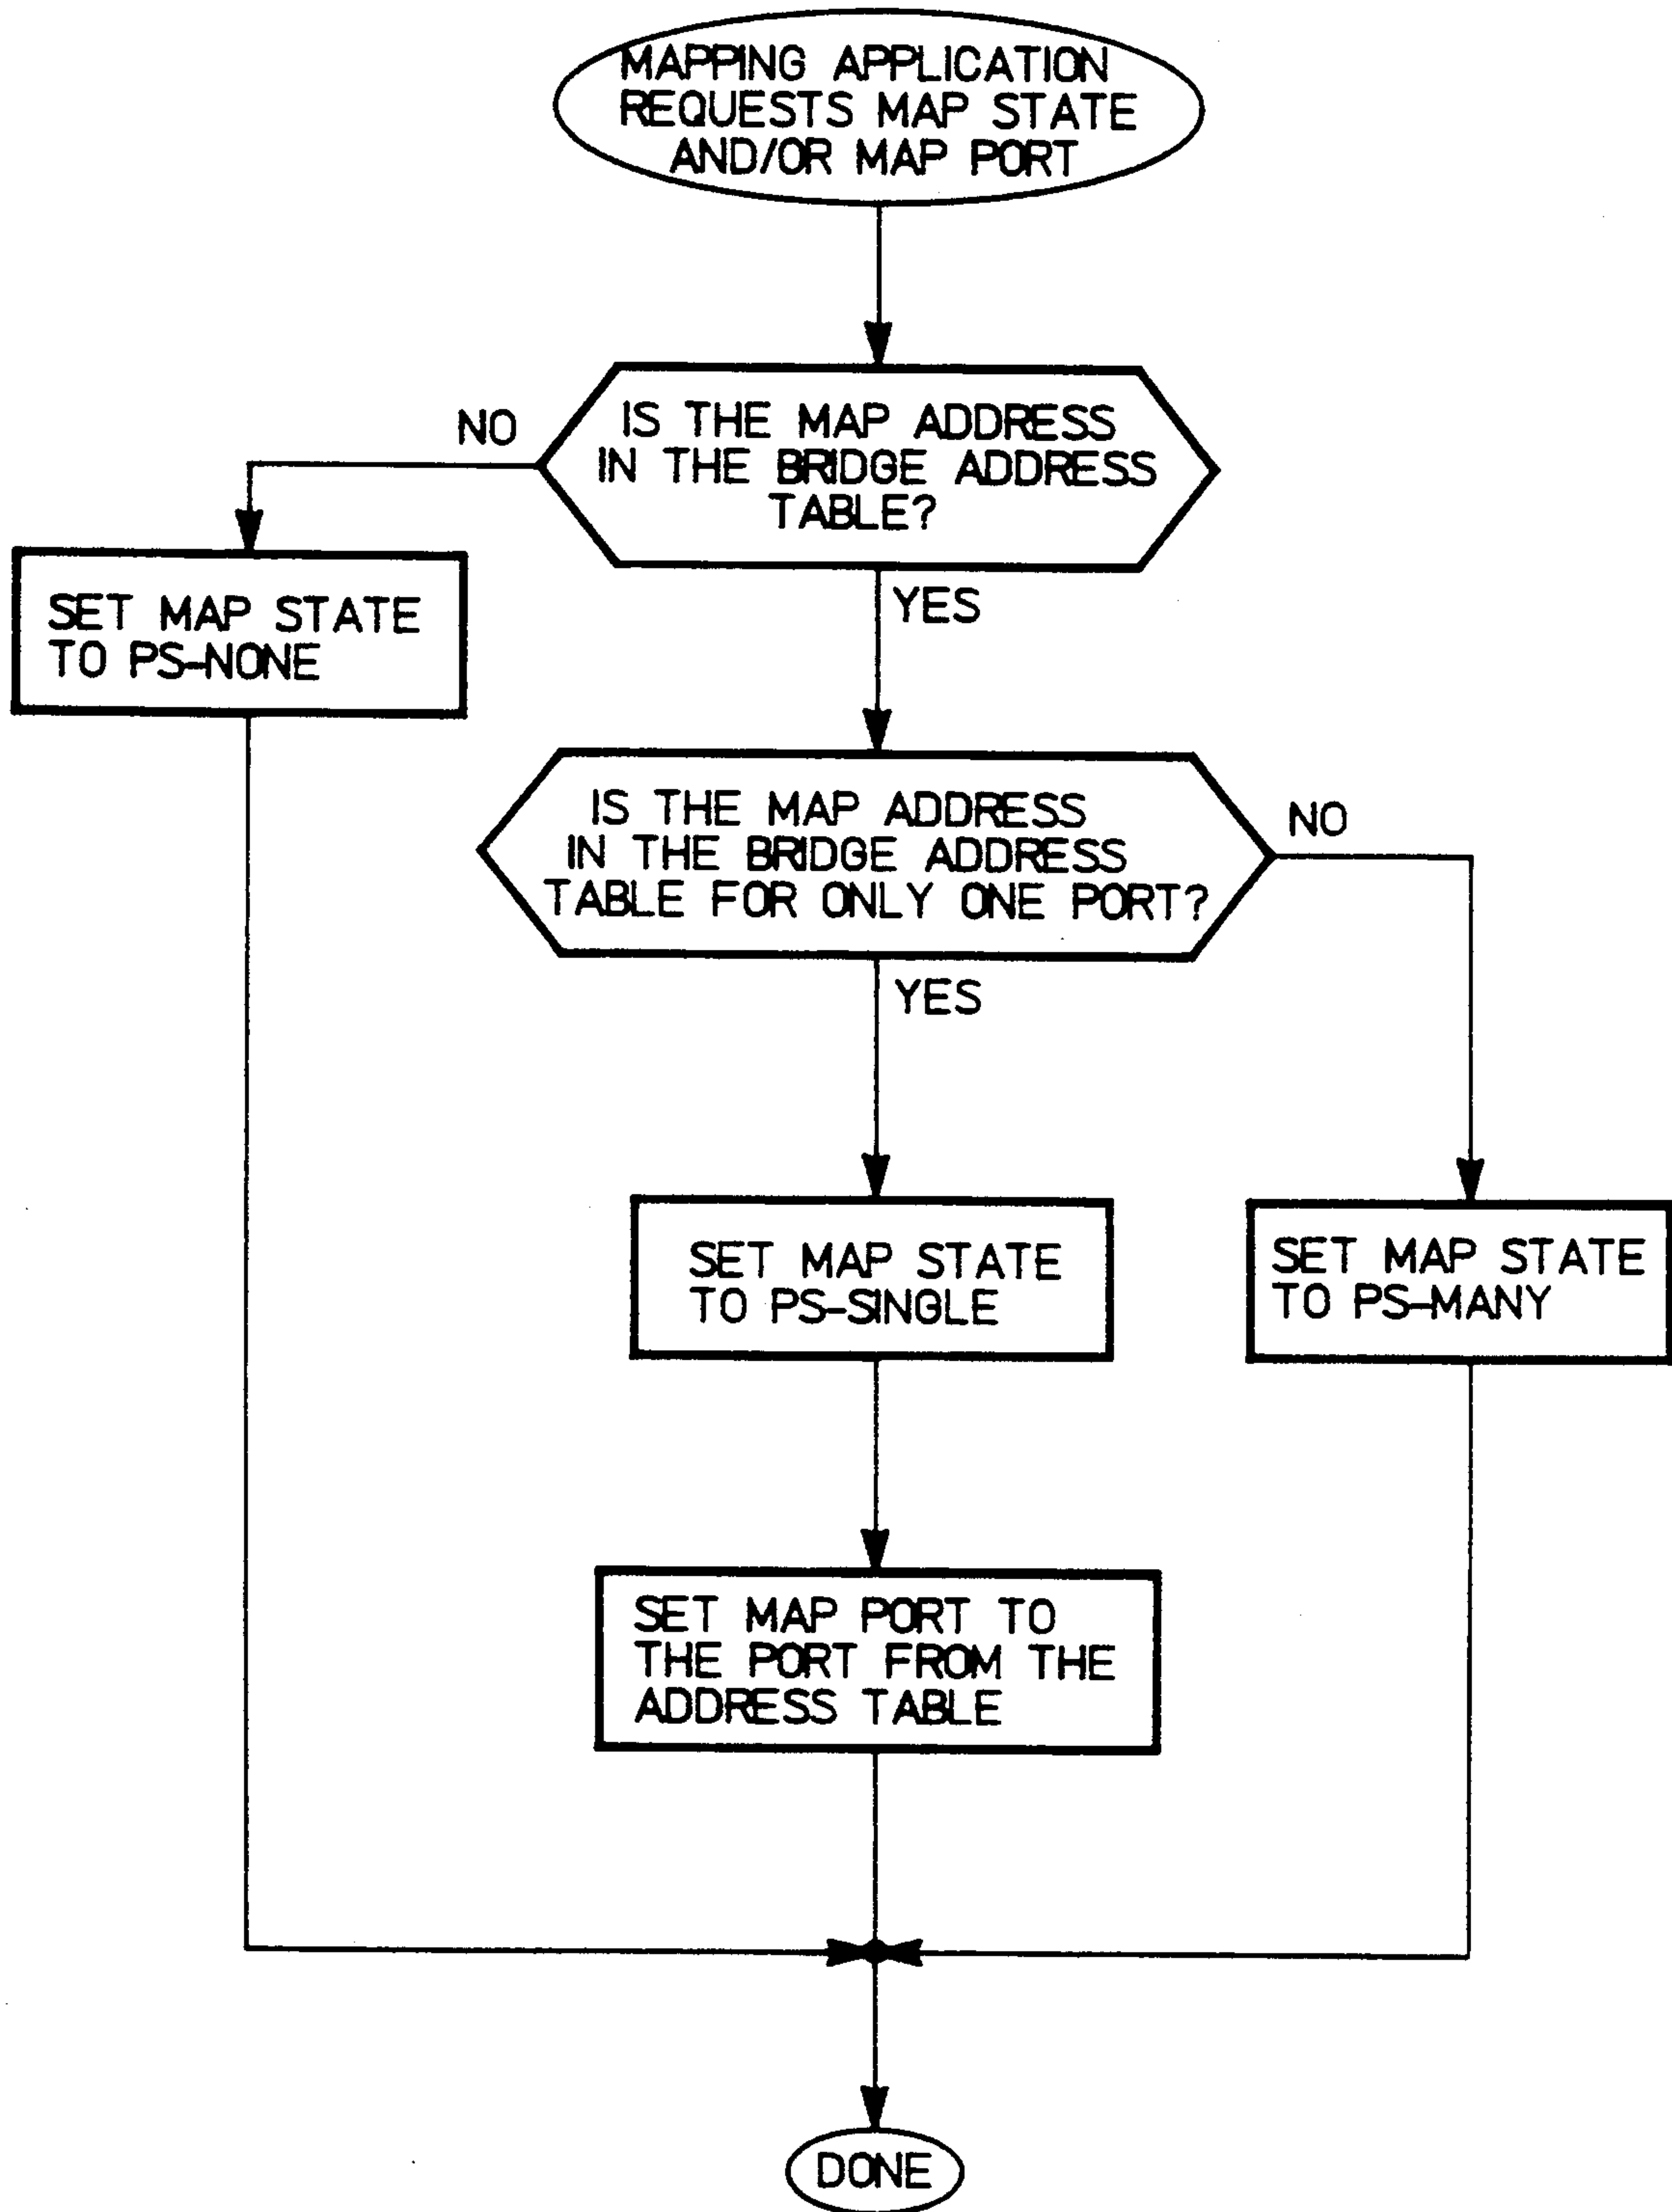 MAPPING APPLICATION
REQUESTS MAP STATE
AND/OR MAP PORT
NO
IS THE MAP ADDRESS
IN THE BRIDGE ADDRESS
TABLE?
YES
SET MAP STATE
TO PS-NONE
IS THE MAP ADDRESS
IN THE BRIDGE ADDRESS
TABLE FOR ONLY ONE PORT?
NO
YES
SET MAP STATE
TO PS-SINGLE
SET MAP STATE
TO PS-MANY
SET MAP PORT TO
THE PORT FROM THE
ADDRESS TABLE
DONE